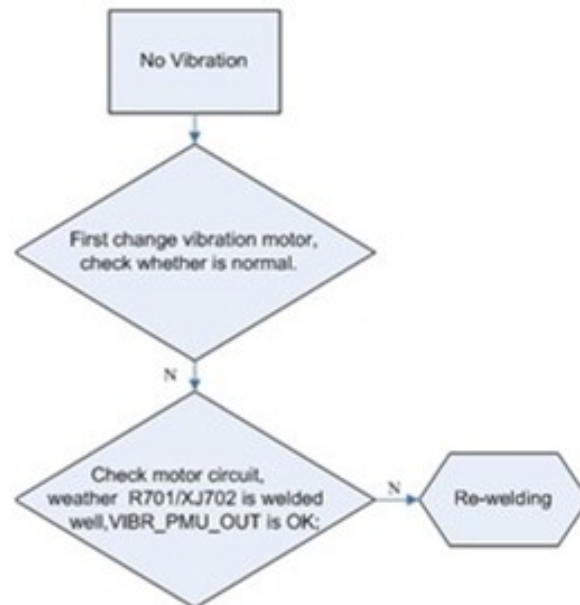 No Vibration
First change vibration motor,
check whether is normal.
N
Check motor circuit,
weather R701/XJ702 is welded
well,VIBR_PMU_OUT is OK;
N
Re-welding